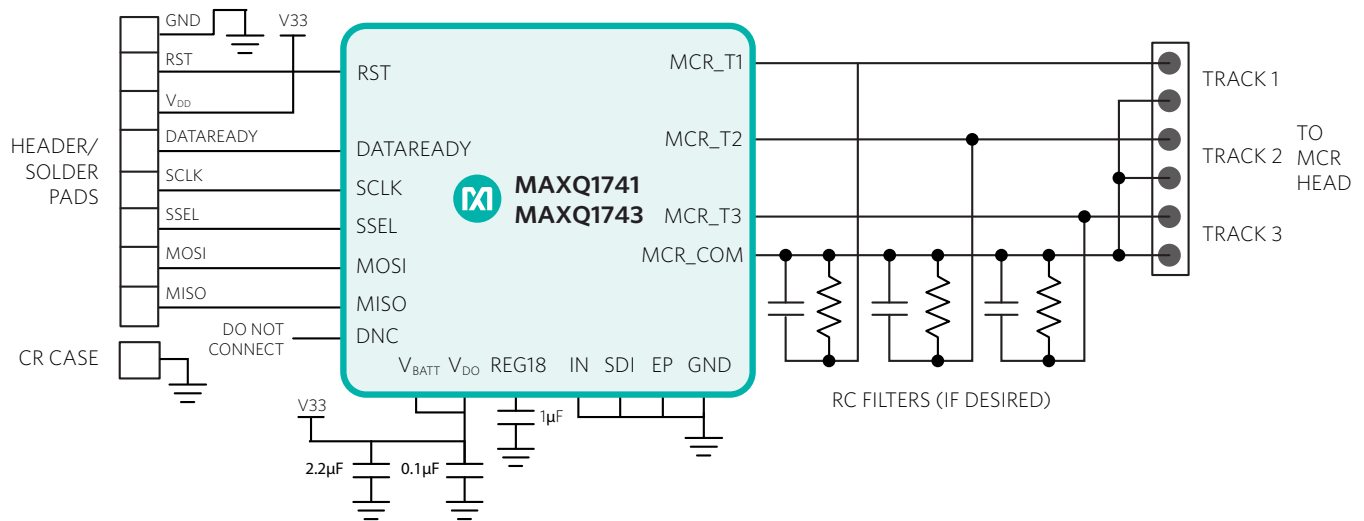 GND
V33
RST
VDD
DATAREADY
SCLK
SSEL
MOSI
MISO
HEADER/
SOLDER
PADS
DO NOT
CONNECT
CR CASE
RST
DATAREADY
SCLK
SSEL
MOSI
MISO
DNC
MAXQ1741
MAXQ1743
MCR_T1
MCR_T2
MCR_T3
MCR_COM
VBATT VDO REG18 IN SDI EP GND
V33
2.2µF
0.1µF
1µF
RC FILTERS (IF DESIRED)
TRACK 1
TRACK 2
TRACK 3
TO
MCR
HEAD